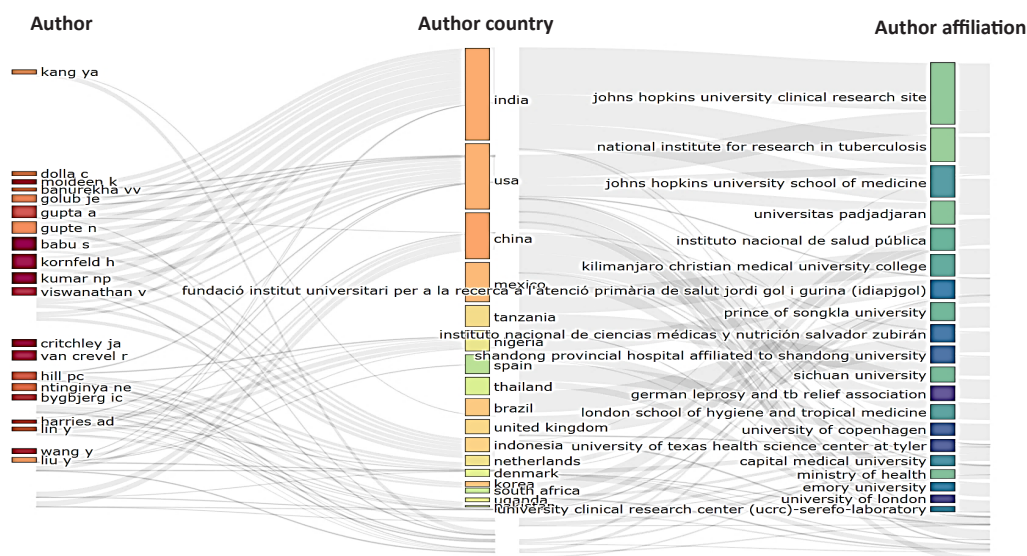 Author
Author country
Author affiliation
kang ya
dolla c
moideen k
panurekha vv
golub je
gupta a
gupte n
babu s
kornfeld h
kumar np
viswanathan v
critchley ja
van crevel r
hill pc
ntinginya ne
bygbjerg ic
harries ad
lin y
wang y
liu y
india
usa
china
mexico
tanzania
nigeria
spain
thailand
brazil
united kingdom
indonesia
netherlands
denmark
korea
south africa
uganda
johns hopkins university clinical research site
national institute for research in tuberculosis
johns hopkins university school of medicine
universitas padjadjaran
instituto nacional de salud pública
kilimanjaro christian medical university college
fundació institut universitari per a la recerca a l'atenció primària de salut jordi gol i gurina (idiapjgol)
prince of songkla university
instituto nacional de ciencias médicas y nutrición salvador zubirán
shandong provincial hospital affiliated to shandong university
sichuan university
german leprosy and tb relief association
london school of hygiene and tropical medicine
university of copenhagen
university of texas health science center at tyler
capital medical university
ministry of health
emory university
university of london
university clinical research center (ucrc)-serefo-laboratory